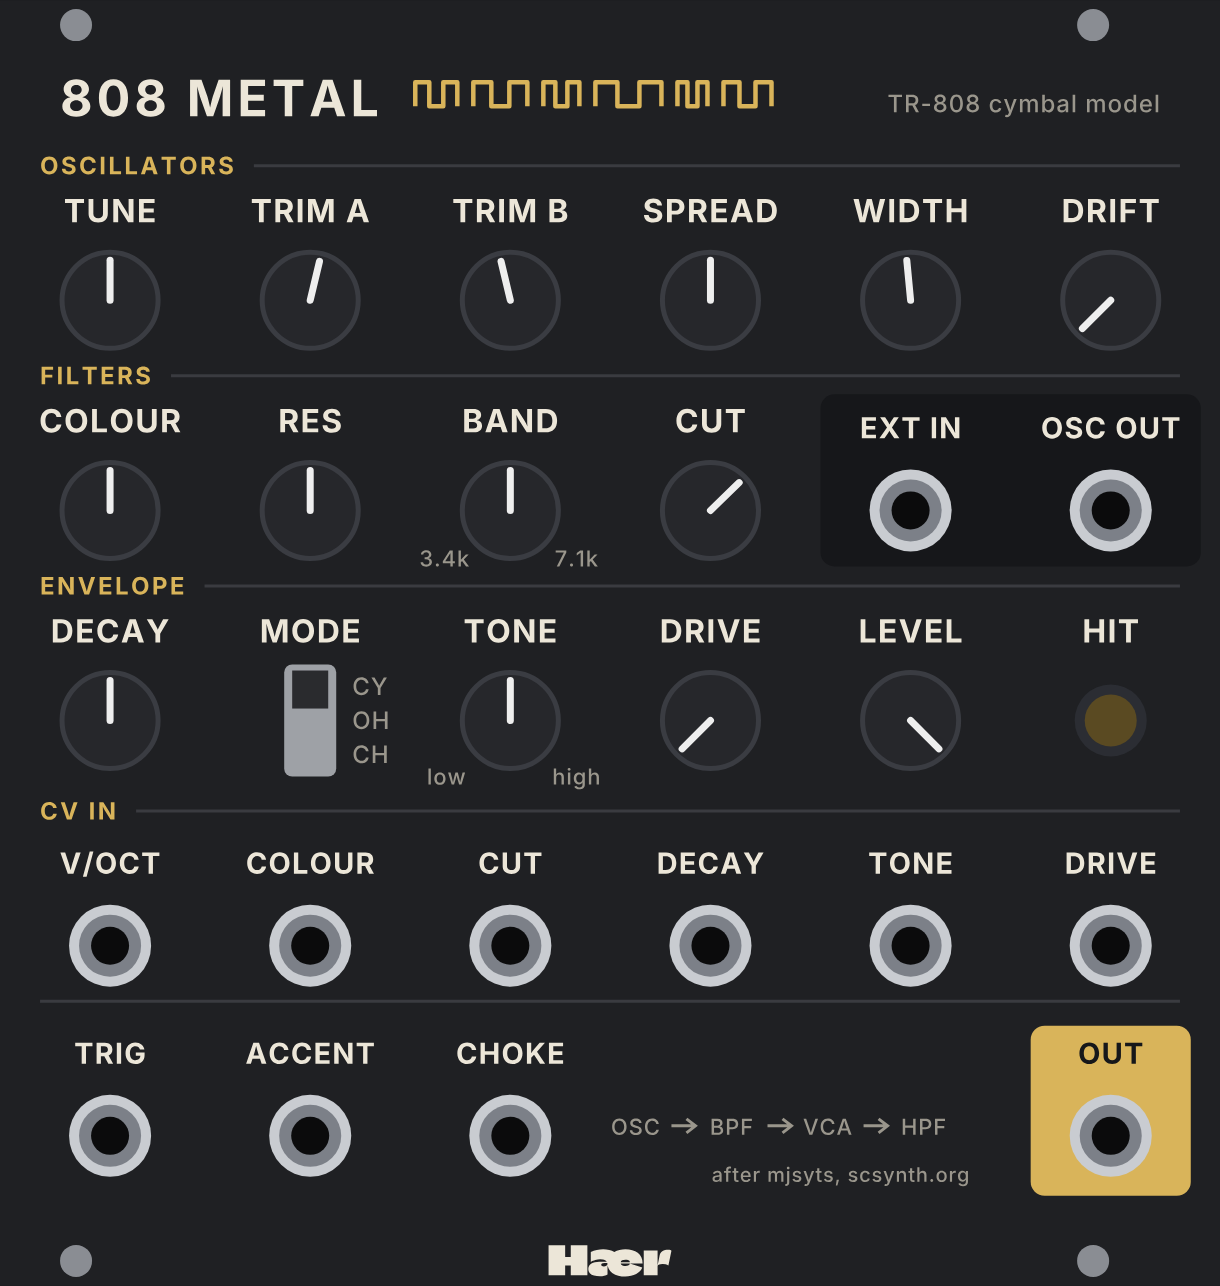 808 METAL
TR-808 cymbal model
OSCILLATORS
TUNE TRIM A TRIM B SPREAD WIDTH DRIFT
FILTERS
COLOUR RES BAND CUT EXT IN OSC OUT
3.4k 7.1k
ENVELOPE
DECAY MODE TONE DRIVE LEVEL HIT
CY
OH
CH
low high
CV IN
V/OCT COLOUR CUT DECAY TONE DRIVE
TRIG ACCENT CHOKE OUT
OSC → BPF → VCA → HPF
after mjsyts, scsynth.org
Hær